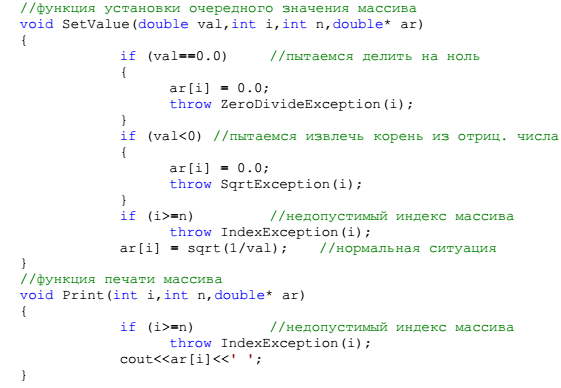 //функция установки очередного значения массива
void SetValue(double val,int i,int n,double* ar)
{
if (val==0.0) //пытаемся делить на ноль
{
ar[i] = 0.0;
throw ZeroDivideException(i);
}
if (val<0) //пытаемся извлечь корень из отриц. числа
{
ar[i] = 0.0;
throw SqrtException(i);
}
if (i>=n) //недопустимый индекс массива
throw IndexException(i);
ar[i] = sqrt(1/val); //нормальная ситуация
}
//функция печати массива
void Print(int i,int n,double* ar)
{
if (i>=n) //недопустимый индекс массива
throw IndexException(i);
cout<<ar[i]<<' ';
}